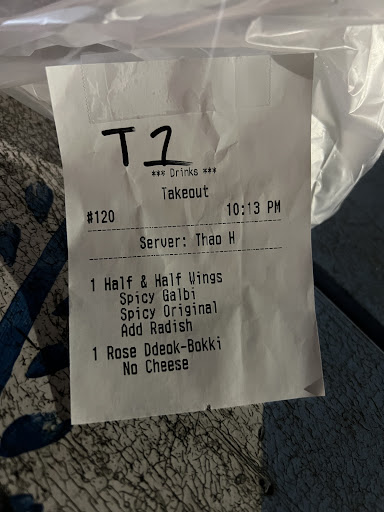 T1
*** Drinks ***
Takeout
#120 10:13 PM
Server: Thao H
1 Half & Half Wings
Spicy Galbi
Spicy Original
Add Radish
1 Rose Ddeok-Bokki
No Cheese